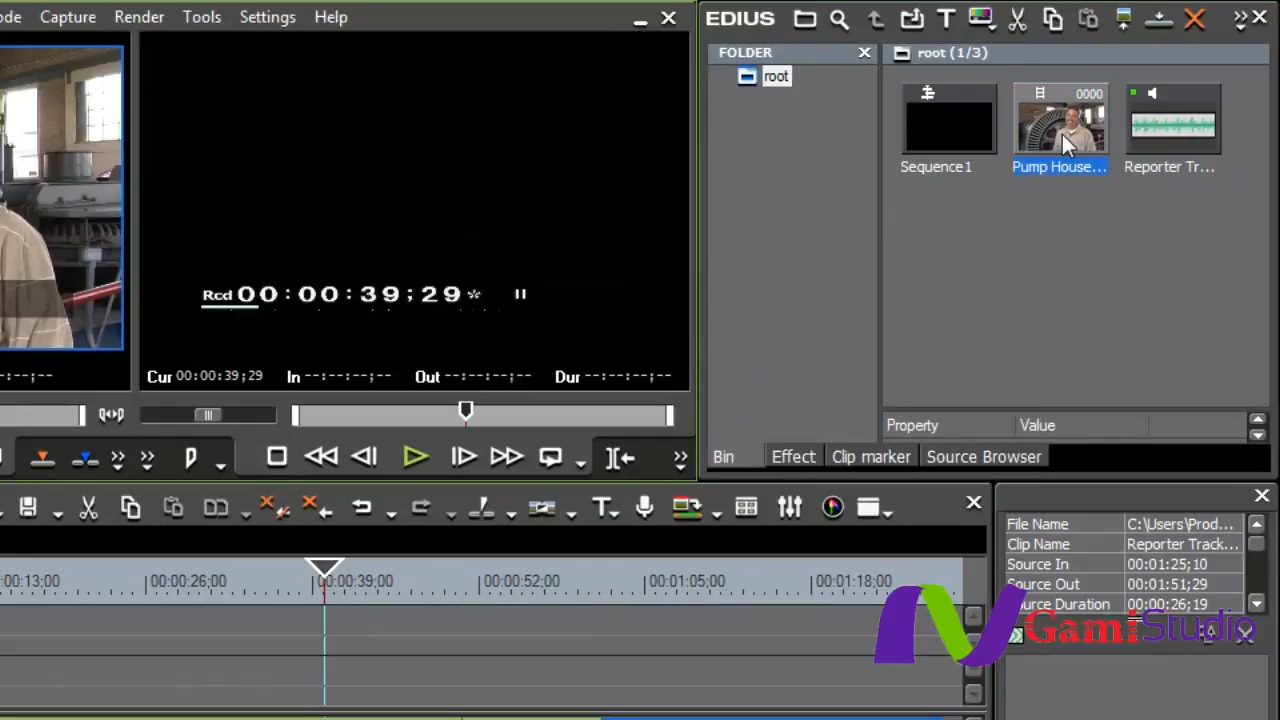 ode Capture Render Tools Settings Help
EDIUS
FOLDER
root
root (1/3)
0000
Sequence1
Pump House...
Reporter Tr...
Rcd 00:00:39;29
Cur 00:00:39;29 In --:--:--;-- Out --:--:--;-- Dur --:--:--;--
Property Value
Bin Effect Clip marker Source Browser
:00:13;00 00:00:26;00 00:00:39;00 00:00:52;00 00:01:05;00 00:01:18;00
File Name C:\Users\Prod...
Clip Name Reporter Track...
Source In 00:01:25;10
Source Out 00:01:51;29
Source Duration 00:00:26;19
GamiStudio